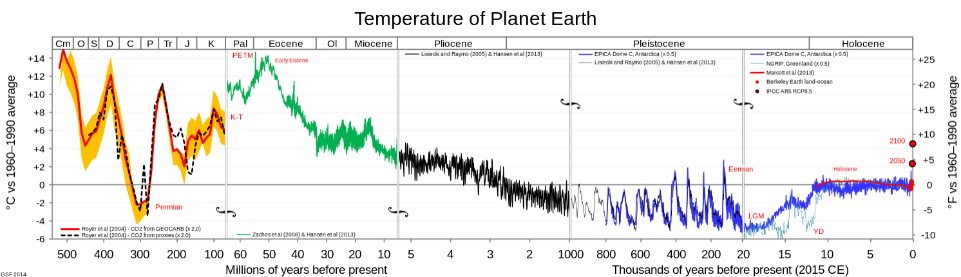 Temperature of Planet Earth
Cm O S D C P Tr J K Pal Eocene Ol Miocene Pliocene Pleistocene Holocene
°C vs 1960–1990 average
+14
+12
+10
+8
+6
+4
+2
0
-2
-4
-6
PETM
Early Eocene
K-T
Permian
Royer et al (2004) - CO2 from GEOCARB (x 2.0)
Royer et al (2004) - CO2 from proxies (x 2.0)
Zachos et al (2008) & Hansen et al (2013)
Lisiecki and Raymo (2005) & Hansen et al (2013)
EPICA Dome C, Antarctica (x 0.5)
Lisiecki and Raymo (2005) & Hansen et al (2013)
EPICA Dome C, Antarctica (x 0.5)
NGRIP, Greenland (x 0.5)
Marcott et al (2013)
Berkeley Earth land-ocean
IPCC AR5 RCP8.5
Eemian
LGM
YD
Holocene
2100
2050
+25
+20
+15
+10
+5
0
-5
-10
°F vs 1960–1990 average
500 400 300 200 100 60 50 40 30 20 10 5 4 3 2 1000 800 600 400 200 20 15 10 5 0
Millions of years before present
Thousands of years before present (2015 CE)
GSF 2014